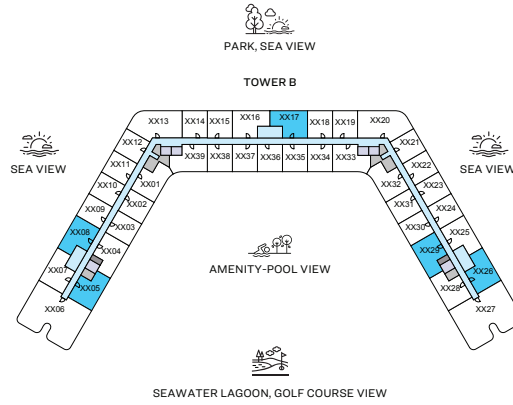 PARK, SEA VIEW
TOWER B
XX13
XX14
XX15
XX16
XX17
XX18
XX19
XX20
XX12
XX39
XX38
XX37
XX36
XX35
XX34
XX33
XX21
SEA VIEW
XX11
XX01
XX32
XX22
SEA VIEW
XX10
XX02
XX31
XX23
XX09
XX03
XX30
XX24
XX08
XX04
XX29
XX25
XX07
XX05
AMENITY-POOL VIEW
XX28
XX26
XX06
XX27
SEAWATER LAGOON, GOLF COURSE VIEW